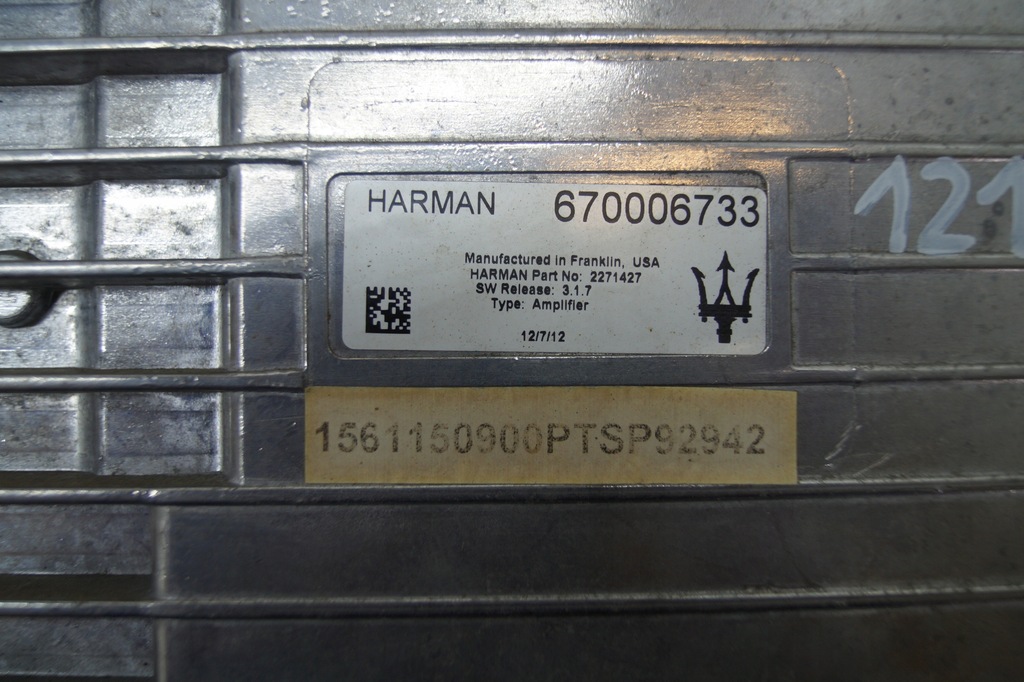 HARMAN 670006733
Manufactured in Franklin, USA
HARMAN Part No: 2271427
SW Release: 3.1.7
Type: Amplifier
12/7/12
121
1561150900PTSP92942